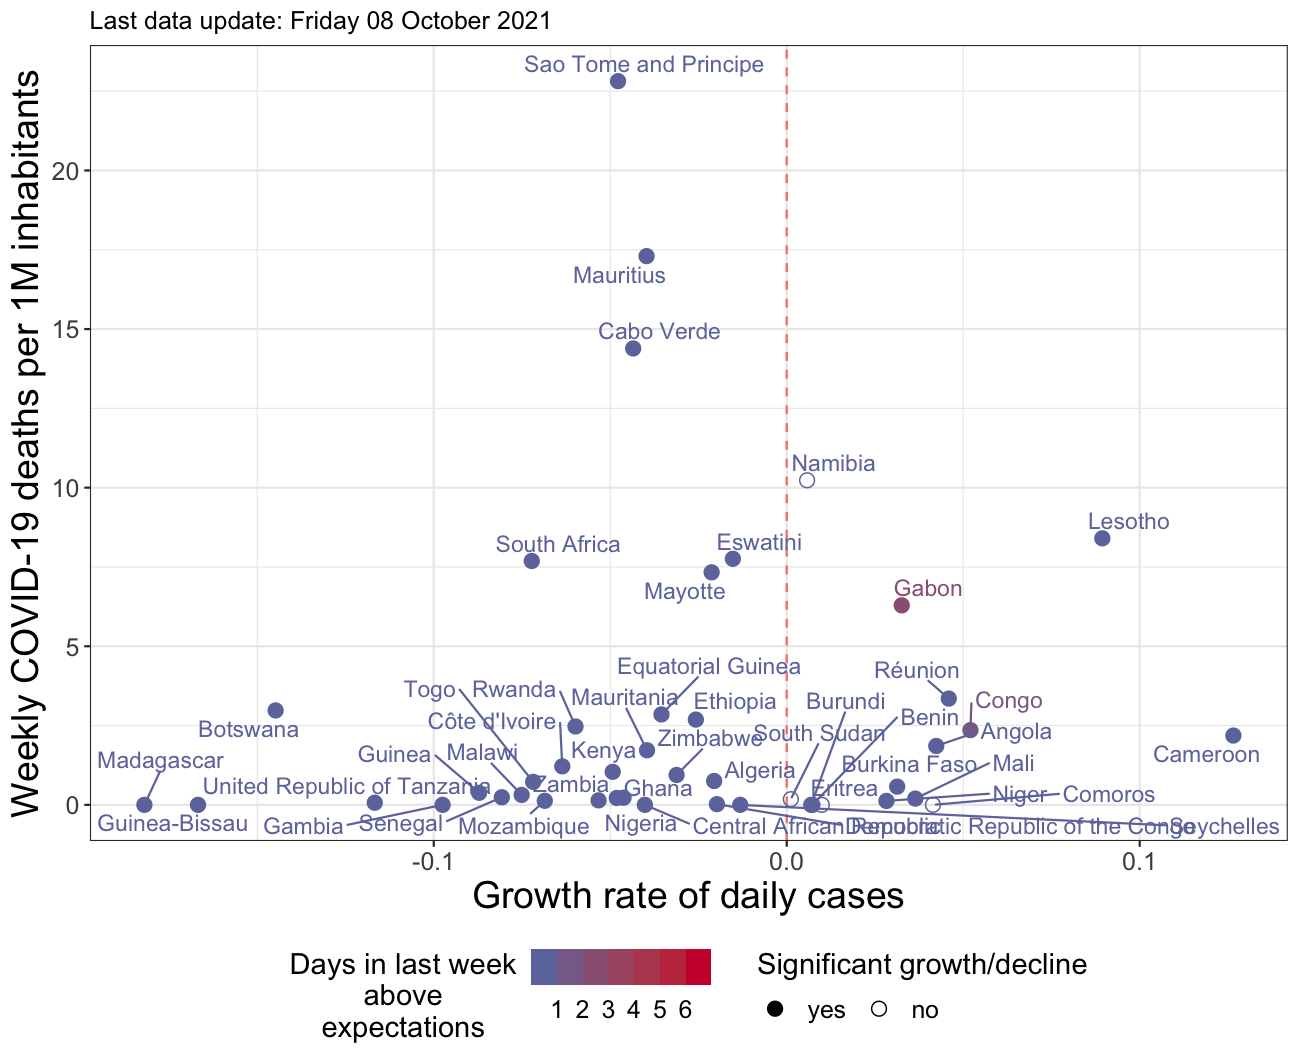 Last data update: Friday 08 October 2021
Weekly COVID-19 deaths per 1M inhabitants
20
15
10
5
0
Sao Tome and Principe
Mauritius
Cabo Verde
Namibia
Lesotho
South Africa
Eswatini
Mayotte
Gabon
Equatorial Guinea
Réunion
Togo
Rwanda
Mauritania
Ethiopia
Burundi
Congo
Botswana
Côte d'Ivoire
Benin
Zimbabwe
South Sudan
Angola
Guinea
Malawi
Kenya
Cameroon
Madagascar
Algeria
Burkina Faso
Mali
United Republic of Tanzania
Zambia
Ghana
Eritrea
Niger
Comoros
Guinea-Bissau
Gambia
Senegal
Mozambique
Nigeria
Central African Republic
Democratic Republic of the Congo
Seychelles
-0.1
0.0
0.1
Growth rate of daily cases
Days in last week
above
expectations
1 2 3 4 5 6
Significant growth/decline
yes
no